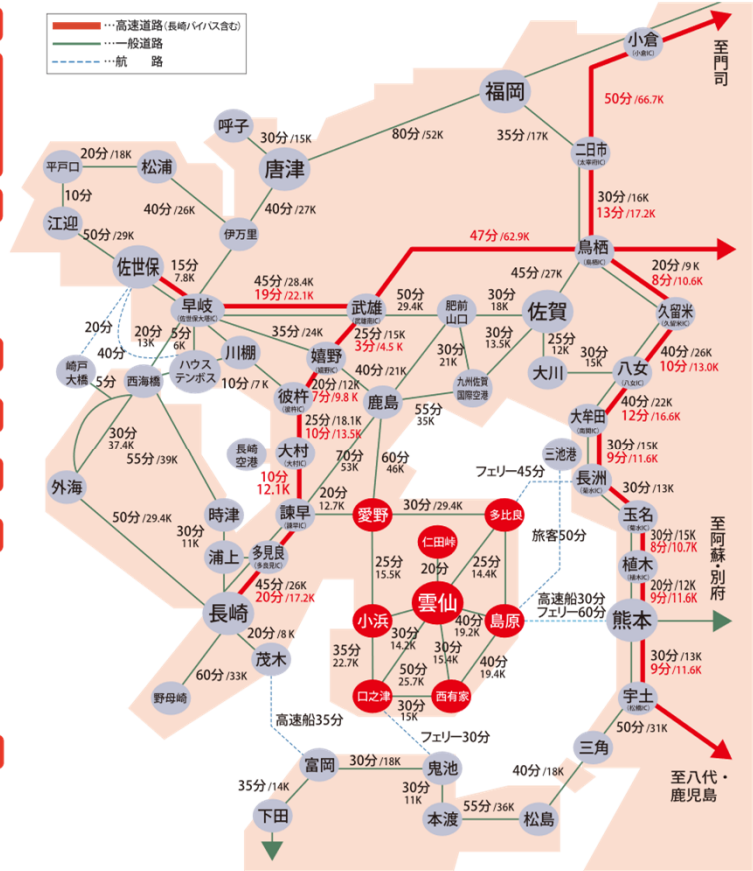 …高速道路(長崎バイパス含む)
…一般道路
…航　　路
小倉
(小倉IC)
至門司
福岡
50分/66.7K
呼子
30分/15K
80分/52K
35分/17K
二日市
(太宰府IC)
平戸口
20分/18K
松浦
唐津
10分
40分/26K
40分/27K
30分/16K
13分/17.2K
江迎
50分/29K
伊万里
47分/62.9K
鳥栖
(鳥栖IC)
佐世保
15分
7.8K
45分/28.4K
19分/22.1K
45分/27K
20分/9K
8分/10.6K
早岐
(佐世保大塔IC)
武雄
(武雄南IC)
50分
29.4K
肥前
山口
30分
18K
佐賀
久留米
(久留米IC)
20分
40分
20分
13K
5分
6K
35分/24K
25分/15K
3分/4.5K
30分
13.5K
25分
12K
40分/26K
10分/13.0K
川棚
嬉野
(嬉野IC)
30分
21K
30分
15K
崎戸
大橋
5分
西海橋
ハウス
テンボス
10分/7K
20分/12K
7分/9.8K
40分/21K
九州佐賀
国際空港
大川
八女
(八女IC)
彼杵
(彼杵IC)
鹿島
55分
35K
40分/22K
12分/16.6K
30分
37.4K
25分/18.1K
10分/13.5K
大牟田
(南関IC)
55分/39K
長崎
空港
大村
(大村IC)
70分
53K
60分
46K
三池港
30分/15K
9分/11.6K
10分
12.1K
フェリー45分
長洲
(菊水IC)
30分/13K
外海
20分
12.7K
30分/29.4K
50分/29.4K
時津
諫早
(諫早IC)
愛野
多比良
玉名
(菊水IC)
30分
11K
旅客50分
30分/15K
8分/10.7K
至阿蘇・別府
浦上
多見良
(多良見IC)
仁田峠
25分
15.5K
20分
25分
14.4K
植木
(植木IC)
45分/26K
20分/17.2K
雲仙
高速船30分
フェリー60分
20分/12K
9分/11.6K
長崎
小浜
島原
熊本
20分/8K
30分
14.2K
40分
19.2K
35分
22.7K
50分
25.7K
30分
15.4K
40分
19.4K
茂木
30分/13K
9分/11.6K
60分/33K
野母崎
口之津
30分
15K
西有家
宇土
(松橋IC)
高速船35分
フェリー30分
50分/31K
三角
富岡
30分/18K
鬼池
40分/18K
至八代・
鹿児島
35分/14K
30分
11K
下田
本渡
55分/36K
松島